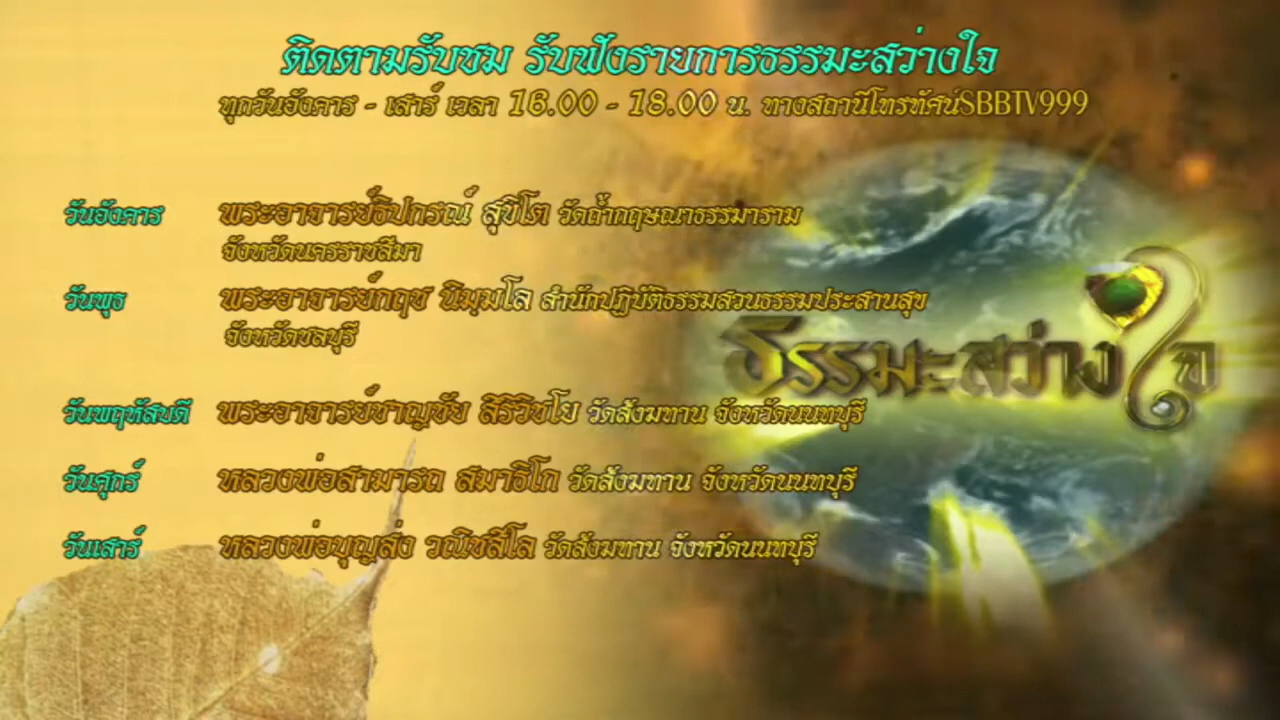 ติดตามรับชม รับฟังรายการธรรมะสว่างใจ
ทุกวันอังคาร - เสาร์ เวลา 16.00 - 18.00 น. ทางสถานีโทรทัศน์SBBTV999
วันอังคาร พระอาจารย์ธิปกรณ์ สุขิโต วัดถ้ำกฤษณาธรรมาราม
จังหวัดนครราชสีมา
วันพุธ พระอาจารย์กฤช นิมฺมโล สำนักปฏิบัติธรรมสวนธรรมประสานสุข
จังหวัดชลบุรี
ธรรมะสว่างใจ
วันพฤหัสบดี พระอาจารย์ชาญชัย สิริวิชโย วัดสังฆทาน จังหวัดนนทบุรี
วันศุกร์ หลวงพ่อสามารถ สมาธิโก วัดสังฆทาน จังหวัดนนทบุรี
วันเสาร์ หลวงพ่อบุญส่ง วณิชสีโล วัดสังฆทาน จังหวัดนนทบุรี